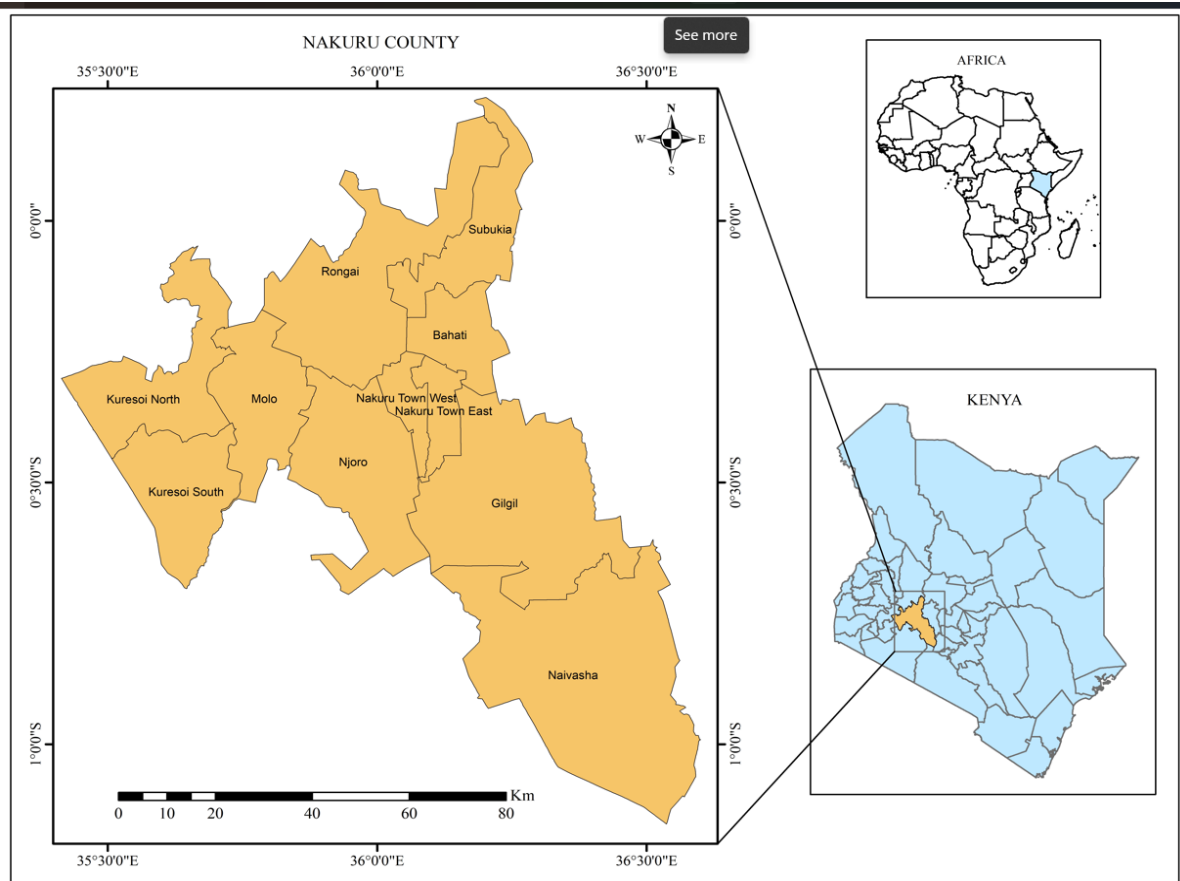 See more
NAKURU COUNTY
35°30'0"E 36°0'0"E 36°30'0"E
N
W E
S
0°0'0" 0°0'0"
0°30'0"S 0°30'0"S
1°0'0"S 1°0'0"S
Subukia
Rongai
Bahati
Kuresoi North
Molo
Nakuru Town West
Nakuru Town East
Njoro
Kuresoi South
Gilgil
Naivasha
Km
0 10 20 40 60 80
35°30'0"E 36°0'0"E 36°30'0"E
AFRICA
KENYA